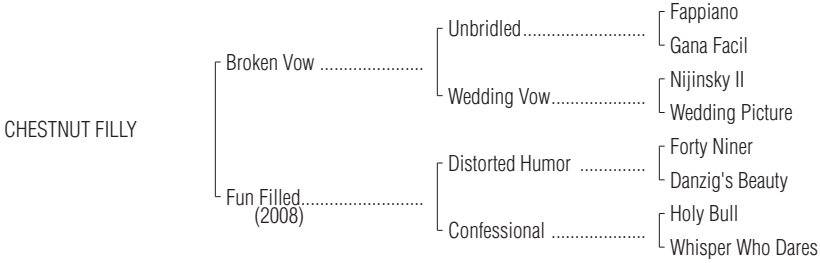 Fappiano
Unbridled..........................
Gana Facil
Broken Vow ......................
Nijinsky II
Wedding Vow....................
Wedding Picture
CHESTNUT FILLY
Forty Niner
Distorted Humor ..............
Danzig's Beauty
Fun Filled..........................
(2008)
Holy Bull
Confessional ....................
Whisper Who Dares